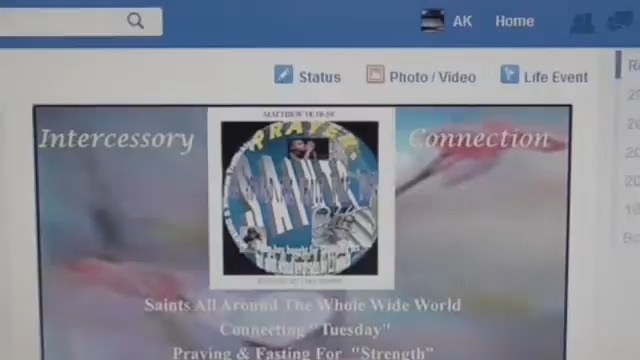 AK Home
Status Photo / Video Life Event
Intercessory Connection
PRAYER
SAINTS
Saints All Around The Whole Wide World
Connecting "Tuesday"
Praying & Fasting For "Strength"